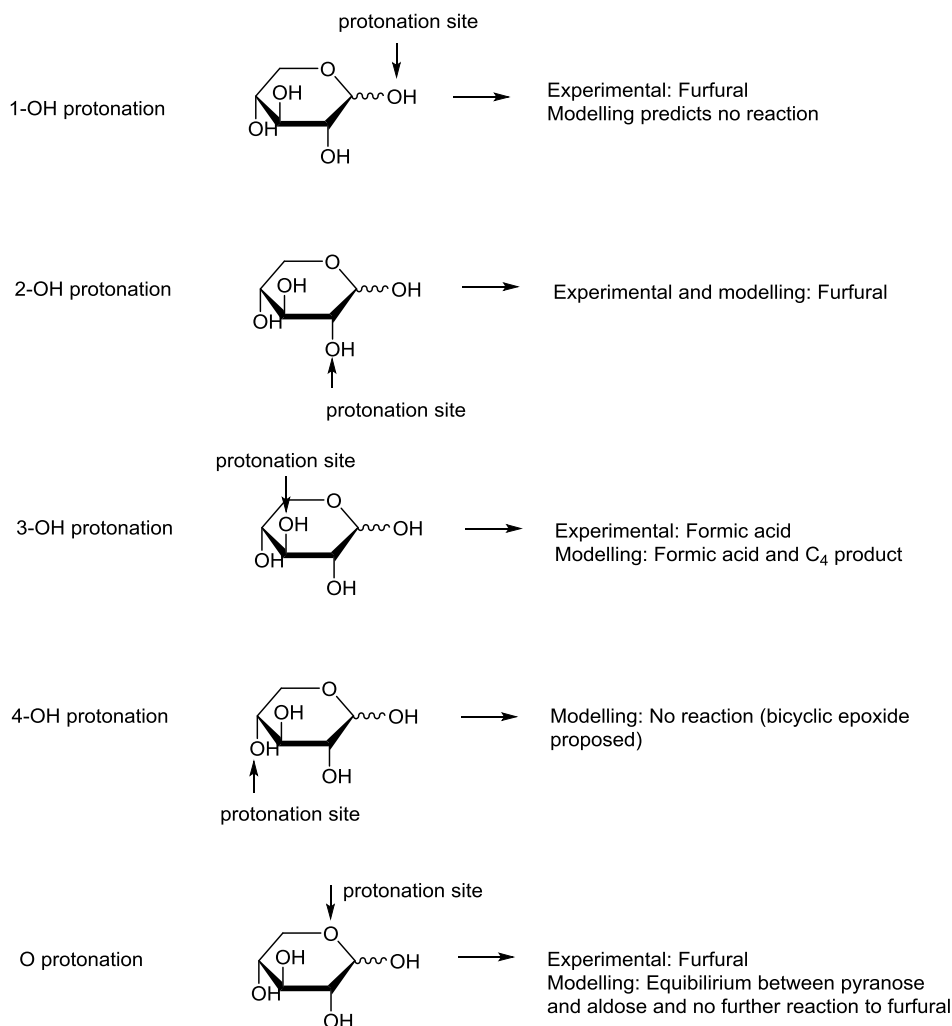 protonation site
1-OH protonation
O
OH
OH
OH
OH
Experimental: Furfural
Modelling predicts no reaction
2-OH protonation
O
OH
OH
OH
OH
Experimental and modelling: Furfural
protonation site
protonation site
3-OH protonation
O
OH
OH
OH
OH
Experimental: Formic acid
Modelling: Formic acid and C4 product
4-OH protonation
O
OH
OH
OH
OH
Modelling: No reaction (bicyclic epoxide
proposed)
protonation site
protonation site
O protonation
O
OH
OH
OH
OH
Experimental: Furfural
Modelling: Equibilirium between pyranose
and aldose and no further reaction to furfural